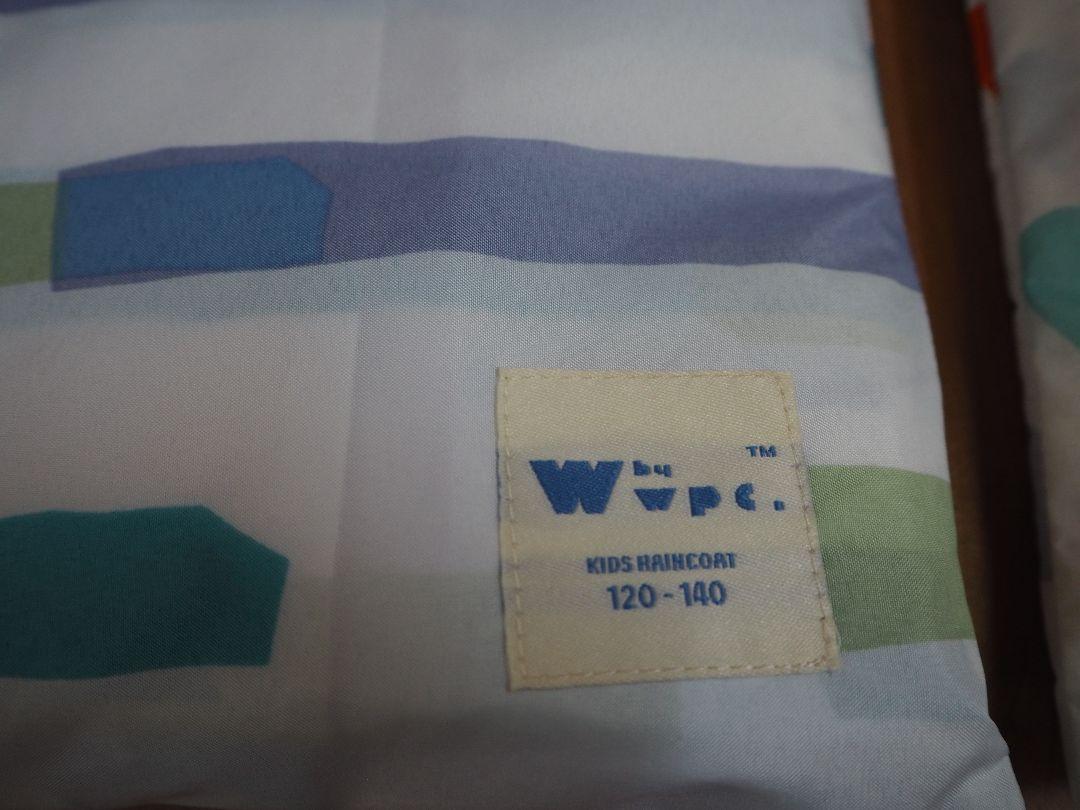 W by wpc.™
KIDS RAINCOAT
120-140